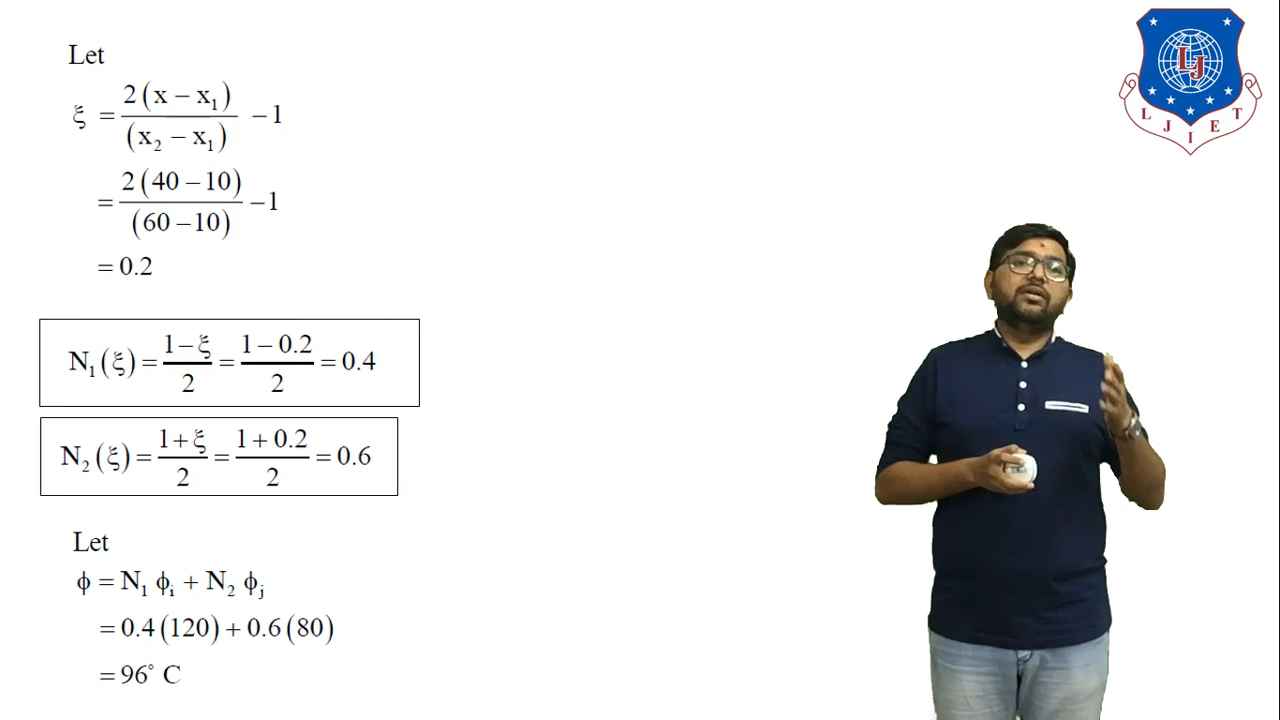 Let
ξ = 2(x − x₁) / (x₂ − x₁) − 1
= 2(40 − 10) / (60 − 10) − 1
= 0.2
N₁(ξ) = 1 − ξ / 2 = 1 − 0.2 / 2 = 0.4
N₂(ξ) = 1 + ξ / 2 = 1 + 0.2 / 2 = 0.6
Let
ϕ = N₁ ϕᵢ + N₂ ϕⱼ
= 0.4(120) + 0.6(80)
= 96° C
LJ
L J I E T